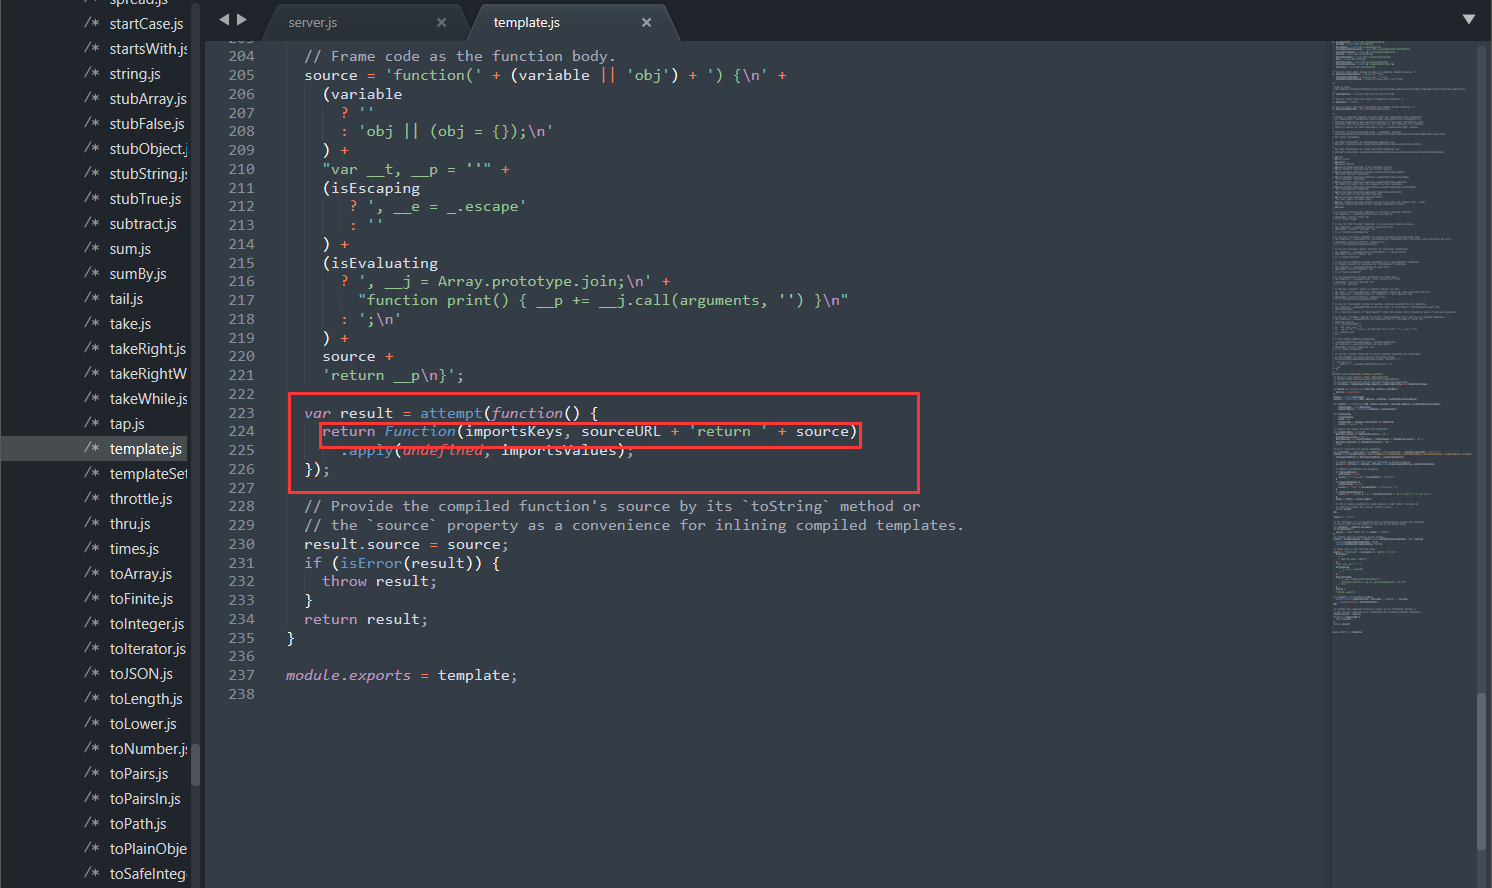 spread.js
/* startCase.js
/* startsWith.js
/* string.js
/* stubArray.js
/* stubFalse.js
/* stubObject.j
/* stubString.js
/* stubTrue.js
/* subtract.js
/* sum.js
/* sumBy.js
/* tail.js
/* take.js
/* takeRight.js
/* takeRightW
/* takeWhile.js
/* tap.js
/* template.js
/* templateSet
/* throttle.js
/* thru.js
/* times.js
/* toArray.js
/* toFinite.js
/* toInteger.js
/* toIterator.js
/* toJSON.js
/* toLength.js
/* toLower.js
/* toNumber.js
/* toPairs.js
/* toPairsIn.js
/* toPath.js
/* toPlainObje
/* toSafeInteg
server.js
template.js
203
204 // Frame code as the function body.
205 source = 'function(' + (variable || 'obj') + ') {\n' +
206 (variable
207 ? ''
208 : 'obj || (obj = {});\n'
209 ) +
210 "var __t, __p = ''" +
211 (isEscaping
212 ? ', __e = _.escape'
213 : ''
214 ) +
215 (isEvaluating
216 ? ', __j = Array.prototype.join;\n' +
217 "function print() { __p += __j.call(arguments, '') }\n"
218 : ';\n'
219 ) +
220 source +
221 'return __p\n}';
222
223 var result = attempt(function() {
224 return Function(importsKeys, sourceURL + 'return ' + source)
225 .apply(undefined, importsValues);
226 });
227
228 // Provide the compiled function's source by its `toString` method or
229 // the `source` property as a convenience for inlining compiled templates.
230 result.source = source;
231 if (isError(result)) {
232 throw result;
233 }
234 return result;
235 }
236
237 module.exports = template;
238